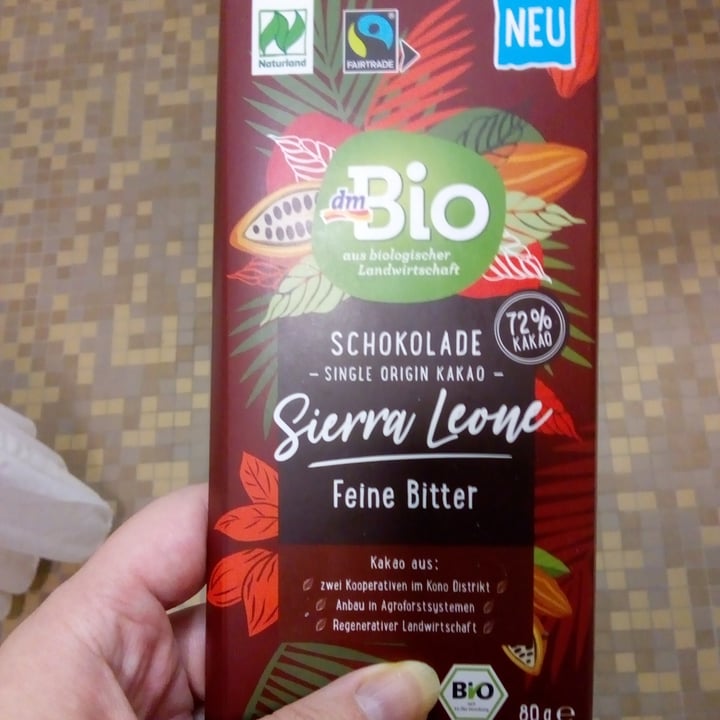 Naturland
FAIRTRADE
NEU
dm
Bio
aus biologischer
Landwirtschaft
72%
KAKAO
SCHOKOLADE
– SINGLE ORIGIN KAKAO –
Sierra Leone
Feine Bitter
Kakao aus:
zwei Kooperativen im Kono Distrikt
Anbau in Agroforstsystemen
Regenerativer Landwirtschaft
Bio
80 g e